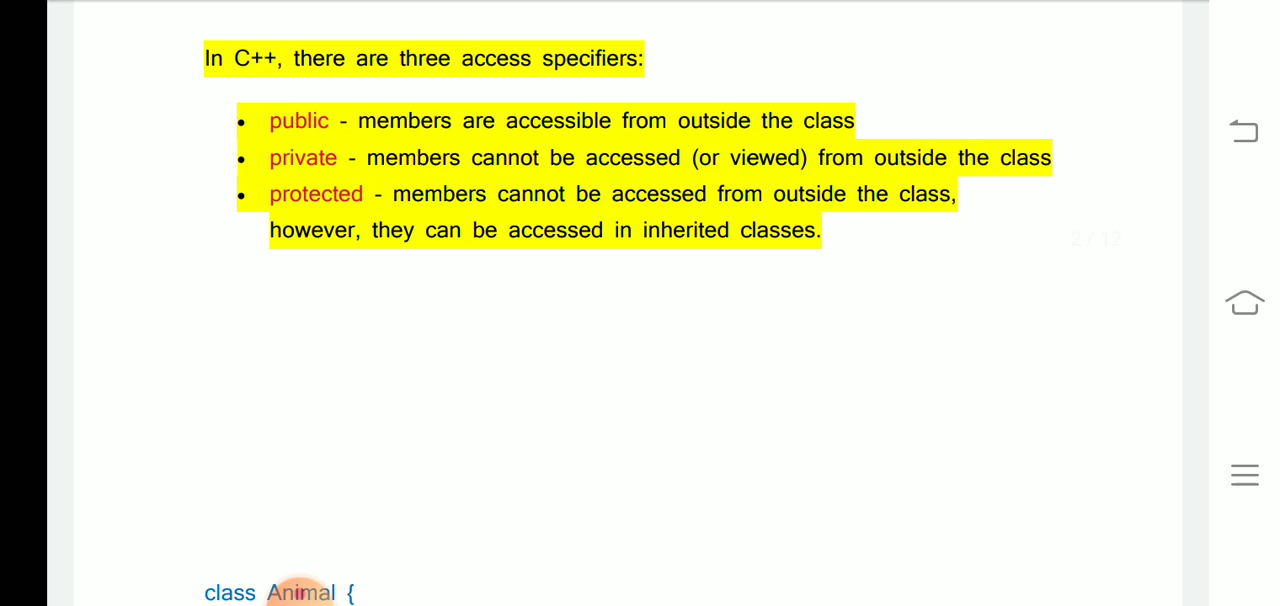 In C++, there are three access specifiers:
• public - members are accessible from outside the class
• private - members cannot be accessed (or viewed) from outside the class
• protected - members cannot be accessed from outside the class,
however, they can be accessed in inherited classes.
2 / 12
class Animal {